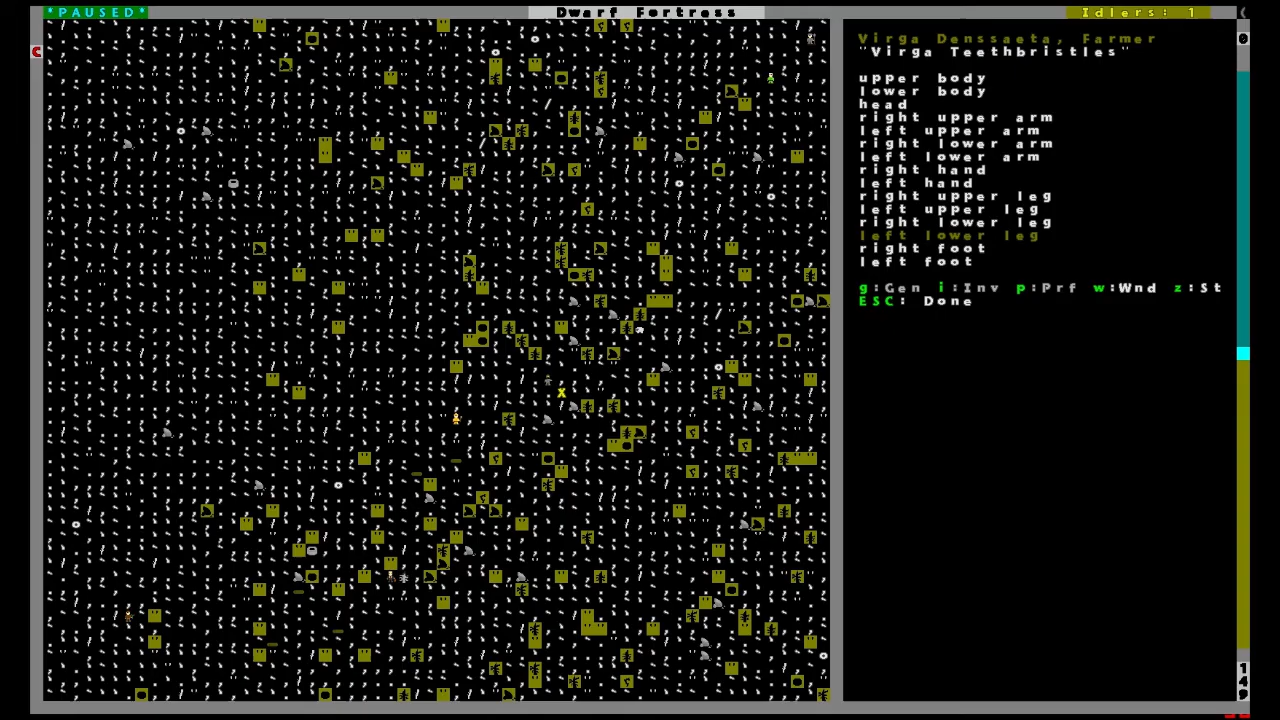 *PAUSED*
Dwarf Fortress
Idlers: 1
C
0
Virga Denssaeta, Farmer
"Virga Teethbristles"
upper body
lower body
head
right upper arm
left upper arm
right lower arm
left lower arm
right hand
left hand
right upper leg
left upper leg
right lower leg
left lower leg
right foot
left foot
g:Gen i:Inv p:Prf w:Wnd z:St
ESC: Done
X
149